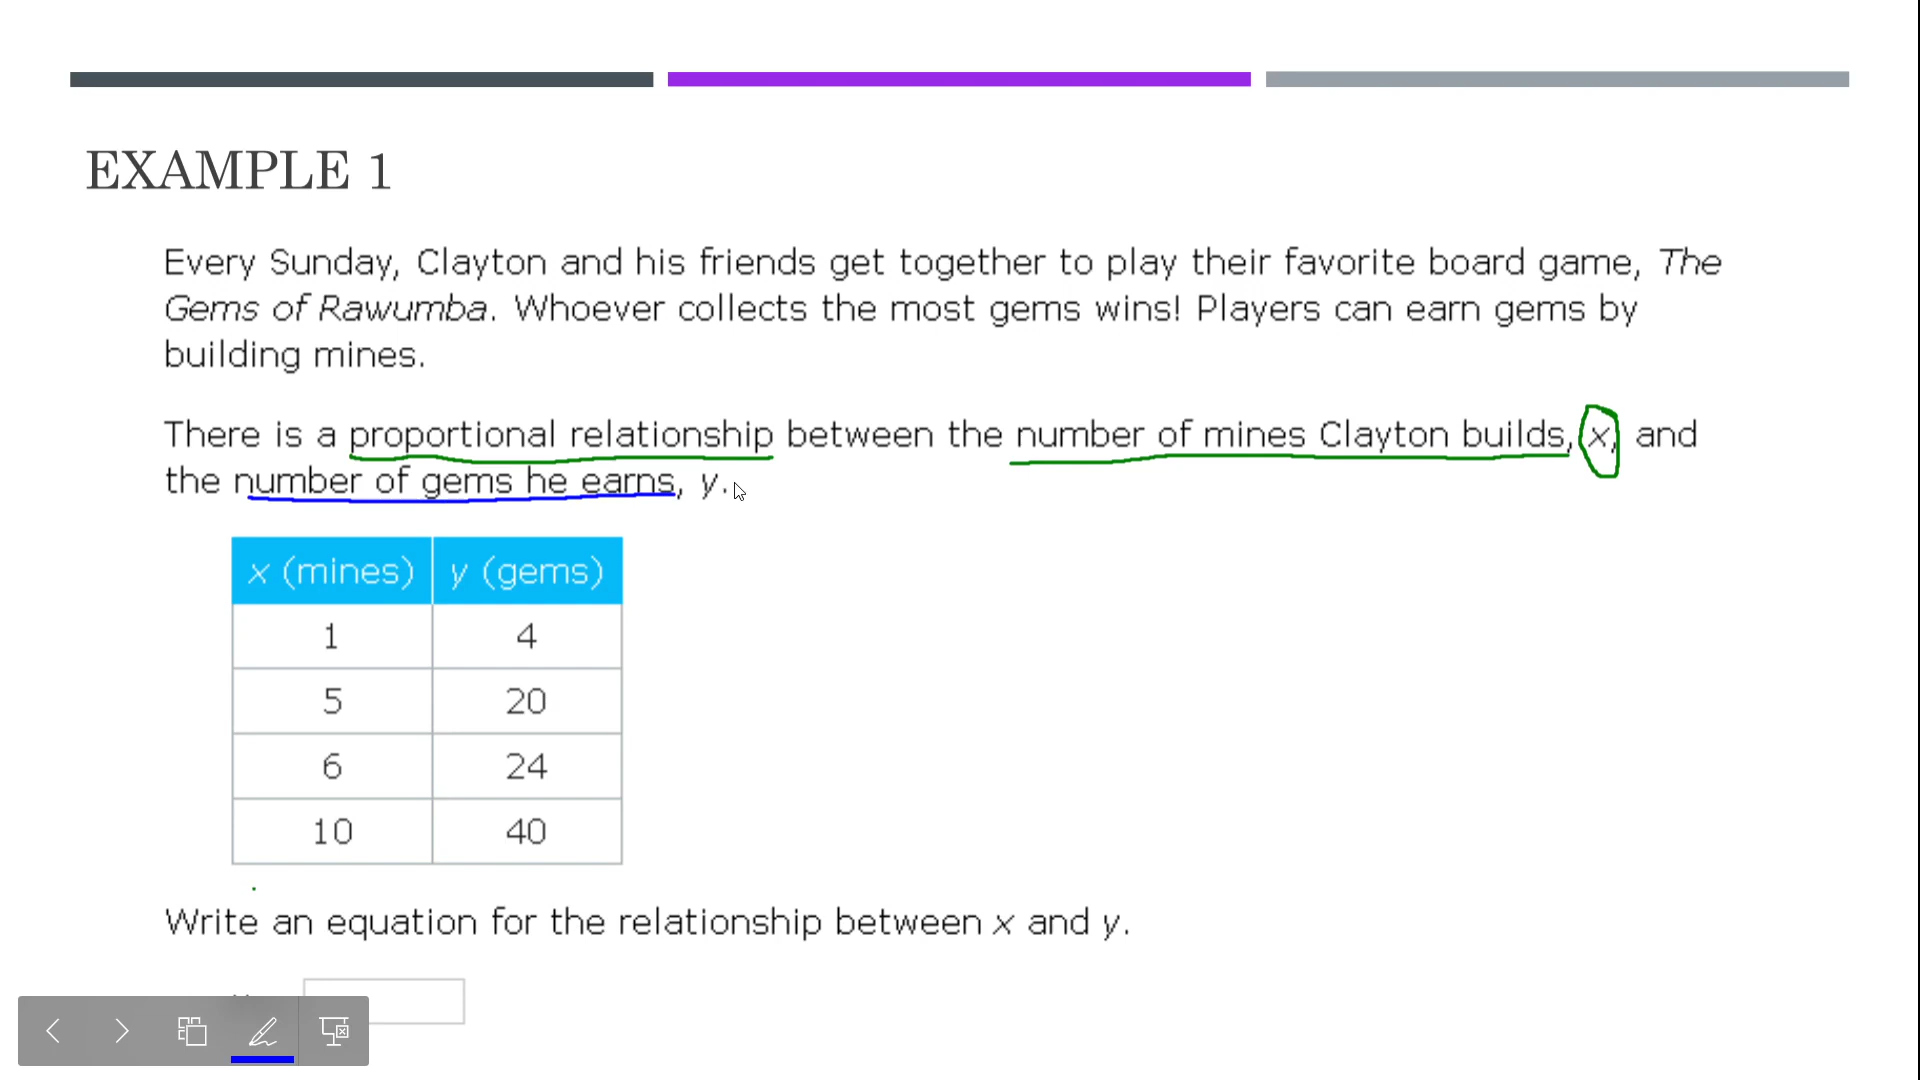 EXAMPLE 1
Every Sunday, Clayton and his friends get together to play their favorite board game, The
Gems of Rawumba. Whoever collects the most gems wins! Players can earn gems by
building mines.
There is a proportional relationship between the number of mines Clayton builds, x, and
the number of gems he earns, y.
x (mines) y (gems)
1 4
5 20
6 24
10 40
Write an equation for the relationship between x and y.